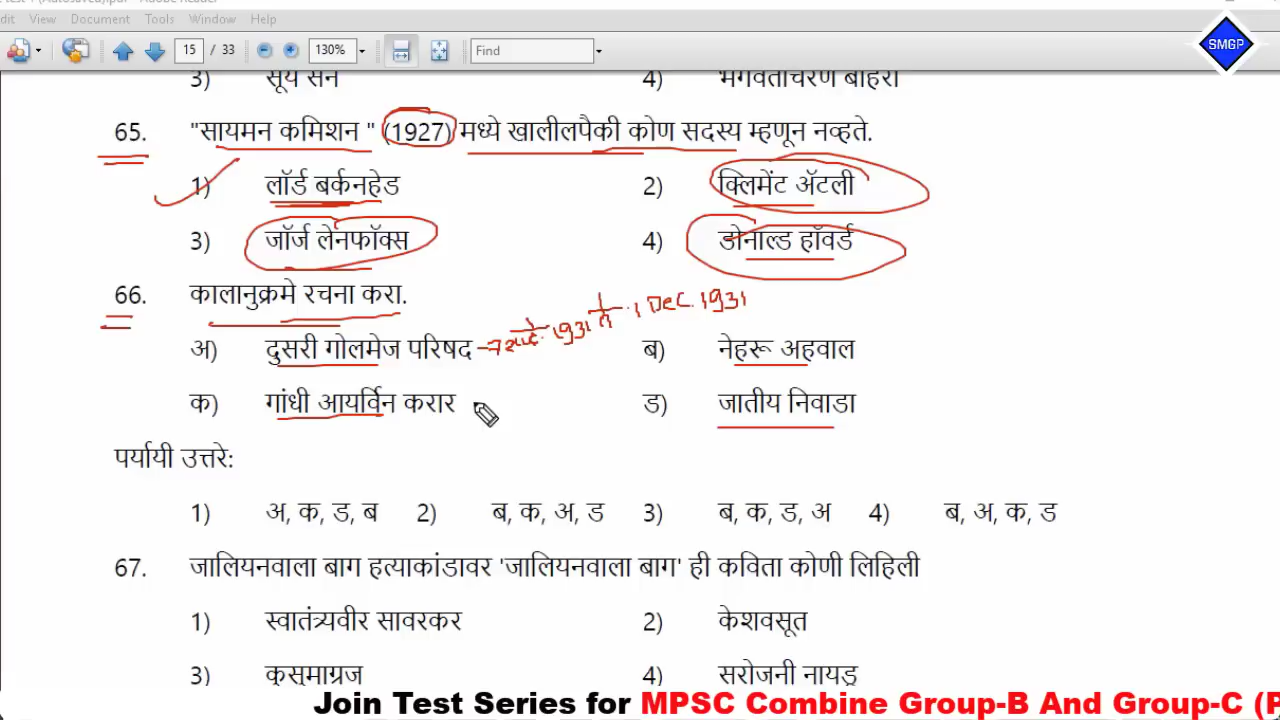 dit View Document Tools Window Help
15 / 33 130% Find
SMGP
3) सूर्य सेन 4) भगवतीचरण बोहरा
65. "सायमन कमिशन " (1927) मध्ये खालीलपैकी कोण सदस्य म्हणून नव्हते.
1) लॉर्ड बर्कनहेड 2) क्लिमेंट ॲटली
3) जॉर्ज लेनफॉक्स 4) डोनाल्ड हॉवर्ड
66. कालानुक्रमे रचना करा.
1 Dec. 1931
अ) दुसरी गोलमेज परिषद 1931 ब) नेहरू अहवाल
क) गांधी आयर्विन करार ड) जातीय निवाडा
पर्यायी उत्तरे:
1) अ, क, ड, ब 2) ब, क, अ, ड 3) ब, क, ड, अ 4) ब, अ, क, ड
67. जालियनवाला बाग हत्याकांडावर 'जालियनवाला बाग' ही कविता कोणी लिहिली
1) स्वातंत्र्यवीर सावरकर 2) केशवसूत
3) कुसुमाग्रज 4) सरोजनी नायडू
Join Test Series for MPSC Combine Group-B And Group-C (P